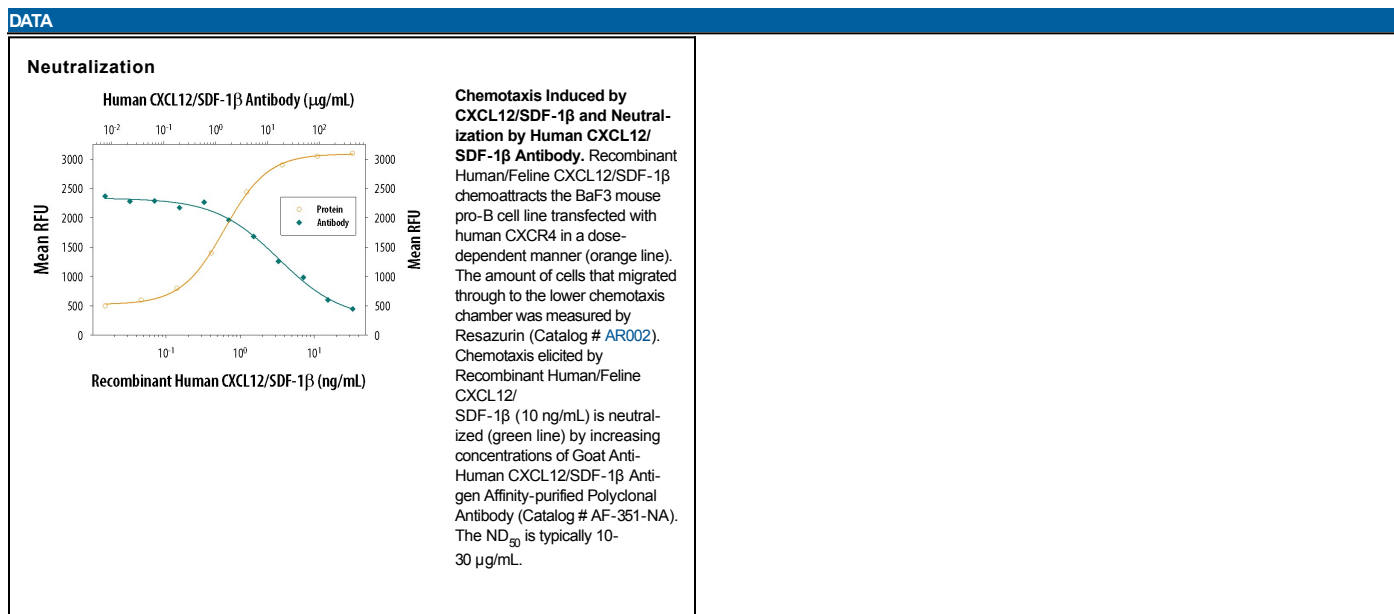 DATA
Neutralization
Human CXCL12/SDF-1β Antibody (μg/mL)
10⁻² 10⁻¹ 10⁰ 10¹ 10²
3000 3000
2500 2500
2000 2000
1500 1500
1000 1000
500 500
0 0
Mean RFU
Mean RFU
Protein
Antibody
10⁻¹ 10⁰ 10¹
Recombinant Human CXCL12/SDF-1β (ng/mL)
Chemotaxis Induced by
CXCL12/SDF-1β and Neutral-
ization by Human CXCL12/
SDF-1β Antibody. Recombinant
Human/Feline CXCL12/SDF-1β
chemoattracts the BaF3 mouse
pro-B cell line transfected with
human CXCR4 in a dose-
dependent manner (orange line).
The amount of cells that migrated
through to the lower chemotaxis
chamber was measured by
Resazurin (Catalog # AR002).
Chemotaxis elicited by
Recombinant Human/Feline
CXCL12/
SDF-1β (10 ng/mL) is neutral-
ized (green line) by increasing
concentrations of Goat Anti-
Human CXCL12/SDF-1β Anti-
gen Affinity-purified Polyclonal
Antibody (Catalog # AF-351-NA).
The ND₅₀ is typically 10-
30 μg/mL.